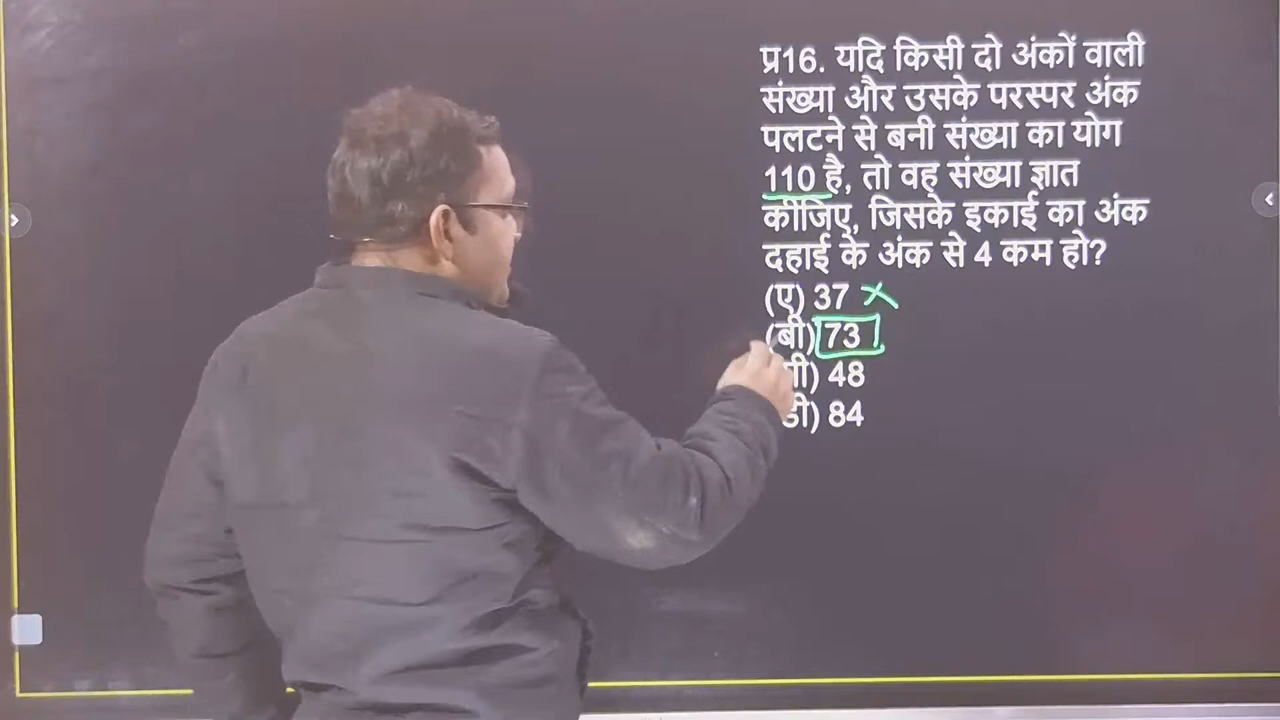 प्र16. यदि किसी दो अंकों वाली
संख्या और उसके परस्पर अंक
पलटने से बनी संख्या का योग
110 है, तो वह संख्या ज्ञात
कीजिए, जिसके इकाई का अंक
दहाई के अंक से 4 कम हो?
(ए) 37 ×
(बी) 73
48
84